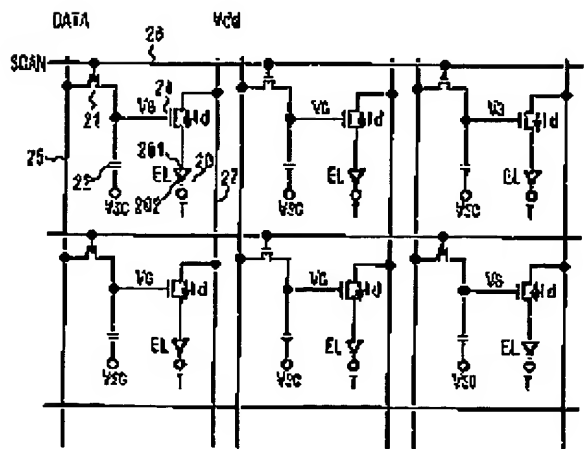 DATA Vdd
26
SCAN
21 VG 24 Id VG Id VG Id
25 22 201 EL 20 27 EL EL
202
VSC T VSC T VSC T
VG Id VG Id VG Id
EL EL EL
VSC T VSC T VSC T